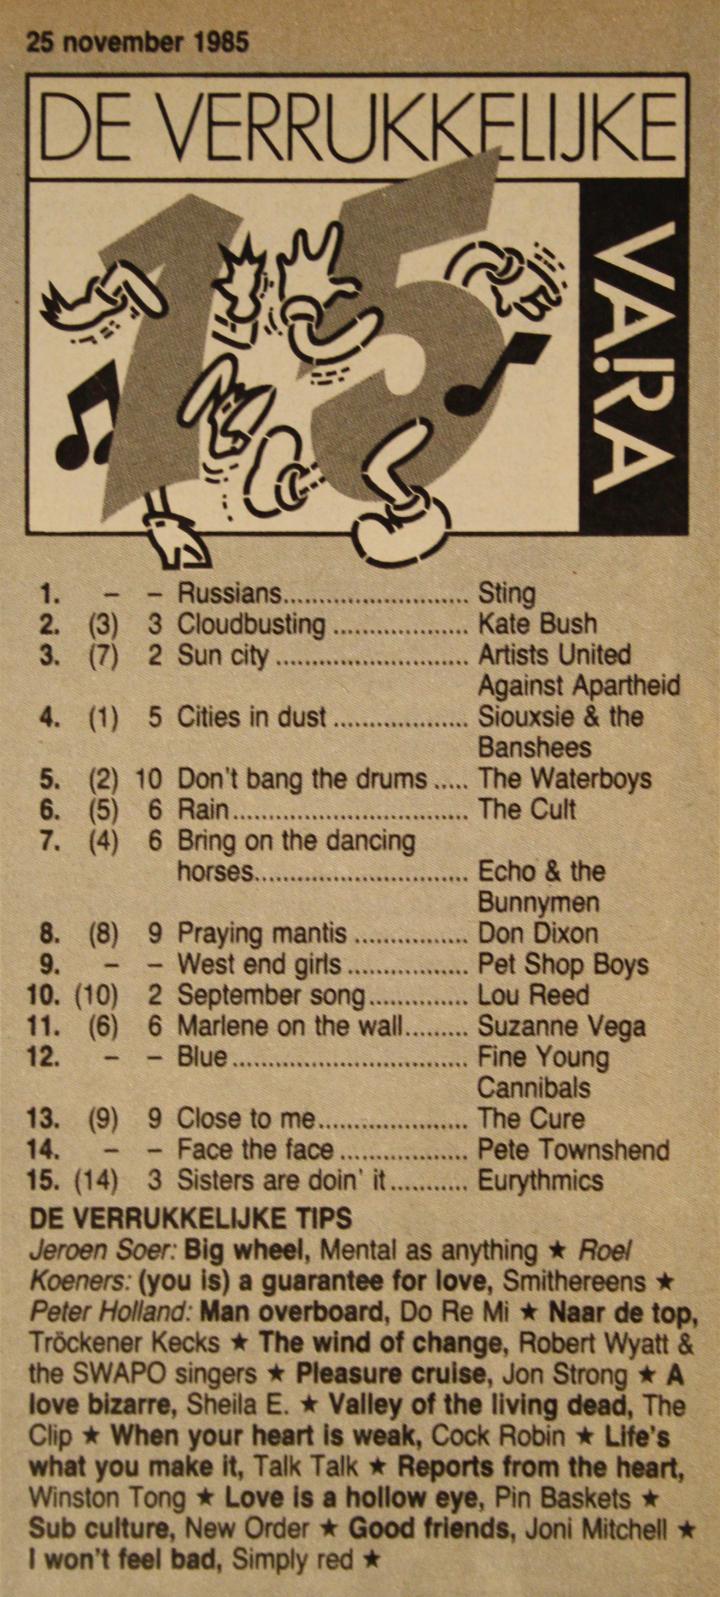 25 november 1985
DE VERRUKKELIJKE
15
VARA
1. – – Russians.......................... Sting
2. (3) 3 Cloudbusting ................... Kate Bush
3. (7) 2 Sun city ........................... Artists United
Against Apartheid
4. (1) 5 Cities in dust ................... Siouxsie & the
Banshees
5. (2) 10 Don't bang the drums ..... The Waterboys
6. (5) 6 Rain................................. The Cult
7. (4) 6 Bring on the dancing
horses.............................. Echo & the
Bunnymen
8. (8) 9 Praying mantis ................ Don Dixon
9. – – West end girls ................. Pet Shop Boys
10. (10) 2 September song.............. Lou Reed
11. (6) 6 Marlene on the wall......... Suzanne Vega
12. – – Blue ................................. Fine Young
Cannibals
13. (9) 9 Close to me..................... The Cure
14. – – Face the face .................. Pete Townshend
15. (14) 3 Sisters are doin' it ........... Eurythmics
DE VERRUKKELIJKE TIPS
Jeroen Soer: Big wheel, Mental as anything ★ Roel
Koeners: (you is) a guarantee for love, Smithereens ★
Peter Holland: Man overboard, Do Re Mi ★ Naar de top,
Tröckener Kecks ★ The wind of change, Robert Wyatt &
the SWAPO singers ★ Pleasure cruise, Jon Strong ★ A
love bizarre, Sheila E. ★ Valley of the living dead, The
Clip ★ When your heart is weak, Cock Robin ★ Life's
what you make it, Talk Talk ★ Reports from the heart,
Winston Tong ★ Love is a hollow eye, Pin Baskets ★
Sub culture, New Order ★ Good friends, Joni Mitchell ★
I won't feel bad, Simply red ★